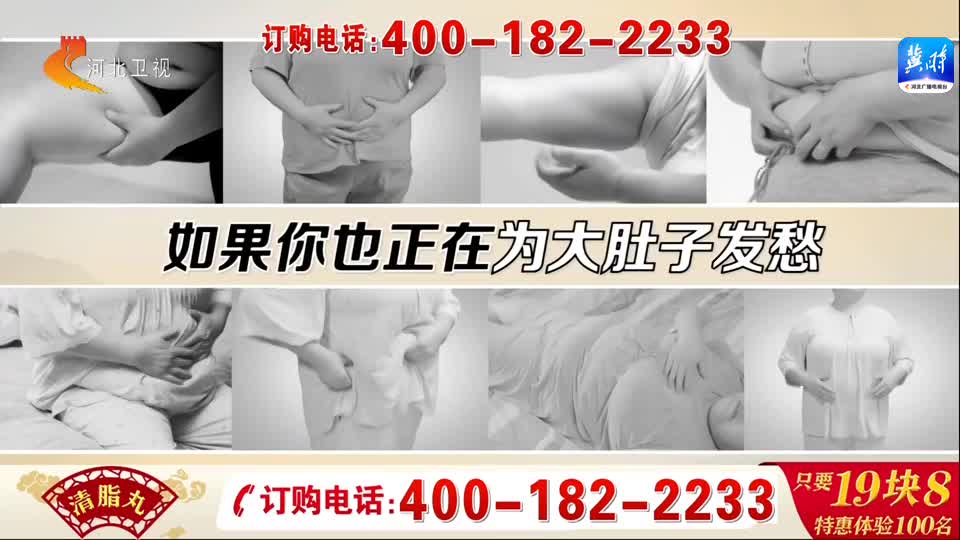 订购电话:400-182-2233
河北卫视
冀时
河北广播电视台
如果你也正在为大肚子发愁
清脂丸
订购电话:400-182-2233
只要19块8
特惠体验100名